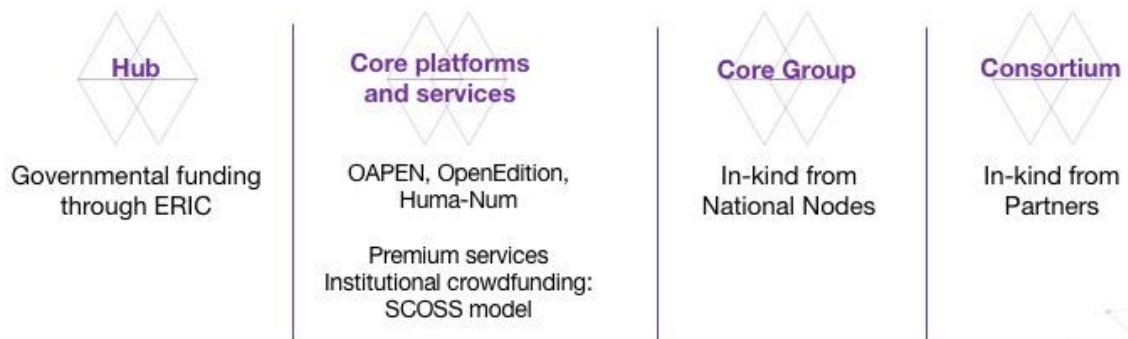 Hub
Governmental funding
through ERIC
Core platforms
and services
OAPEN, OpenEdition,
Huma-Num
Premium services
Institutional crowdfunding:
SCOSS model
Core Group
In-kind from
National Nodes
Consortium
In-kind from
Partners